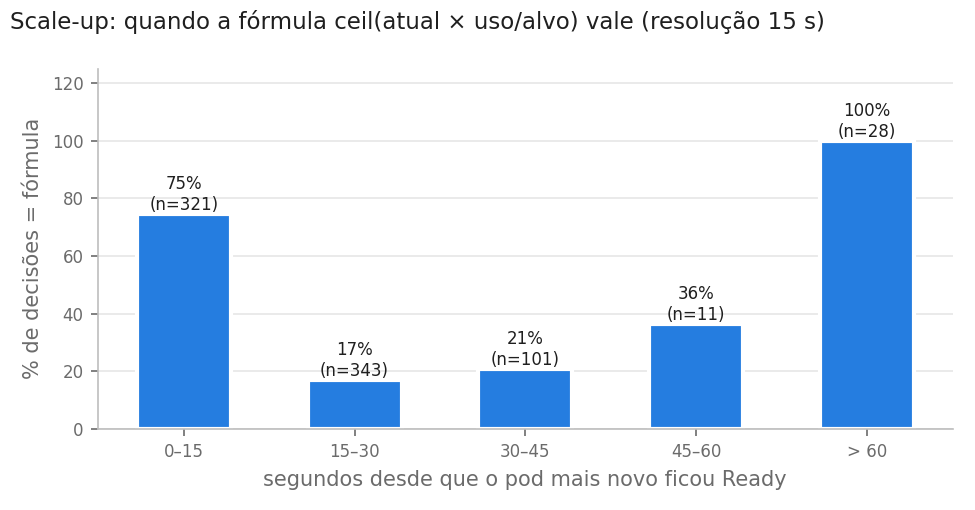 Scale-up: quando a fórmula ceil(atual × uso/alvo) vale (resolução 15 s)
% de decisões = fórmula
120
100
80
60
40
20
0
75%
(n=321)
17%
(n=343)
21%
(n=101)
36%
(n=11)
100%
(n=28)
0–15
15–30
30–45
45–60
> 60
segundos desde que o pod mais novo ficou Ready